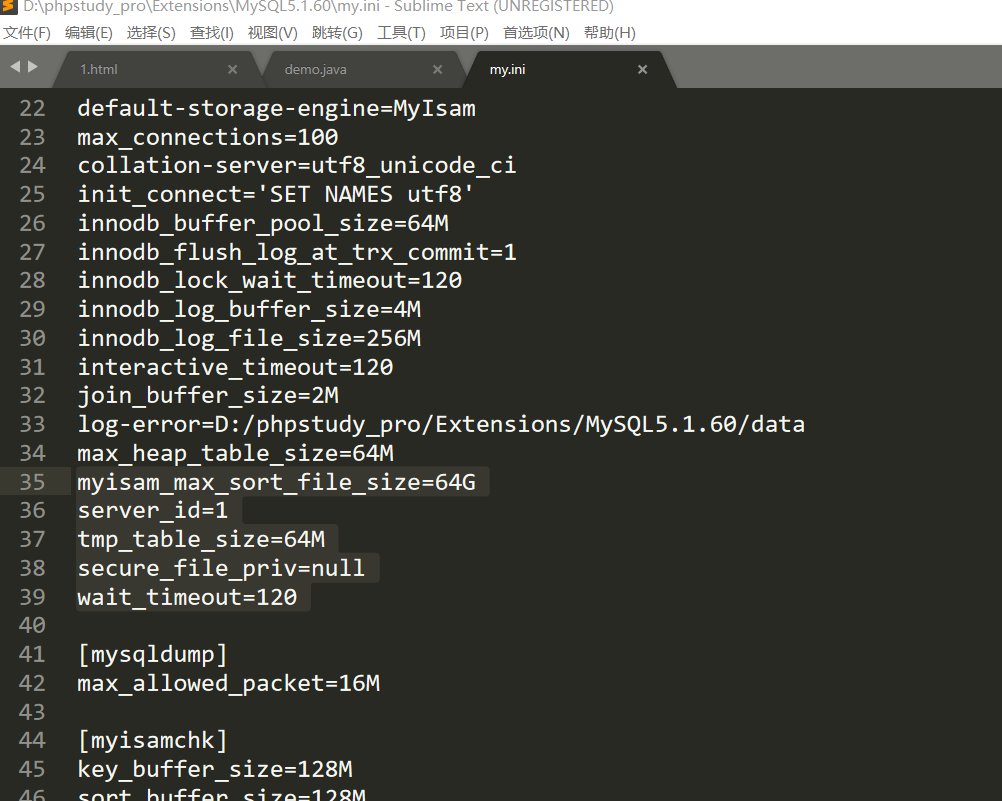 D:\phpstudy_pro\Extensions\MySQL5.1.60\my.ini - Sublime Text (UNREGISTERED)
文件(F) 编辑(E) 选择(S) 查找(I) 视图(V) 跳转(G) 工具(T) 项目(P) 首选项(N) 帮助(H)
1.html × demo.java × my.ini ×
22 default-storage-engine=MyIsam
23 max_connections=100
24 collation-server=utf8_unicode_ci
25 init_connect='SET NAMES utf8'
26 innodb_buffer_pool_size=64M
27 innodb_flush_log_at_trx_commit=1
28 innodb_lock_wait_timeout=120
29 innodb_log_buffer_size=4M
30 innodb_log_file_size=256M
31 interactive_timeout=120
32 join_buffer_size=2M
33 log-error=D:/phpstudy_pro/Extensions/MySQL5.1.60/data
34 max_heap_table_size=64M
35 myisam_max_sort_file_size=64G
36 server_id=1
37 tmp_table_size=64M
38 secure_file_priv=null
39 wait_timeout=120
40
41 [mysqldump]
42 max_allowed_packet=16M
43
44 [myisamchk]
45 key_buffer_size=128M
46 sort_buffer_size=128M